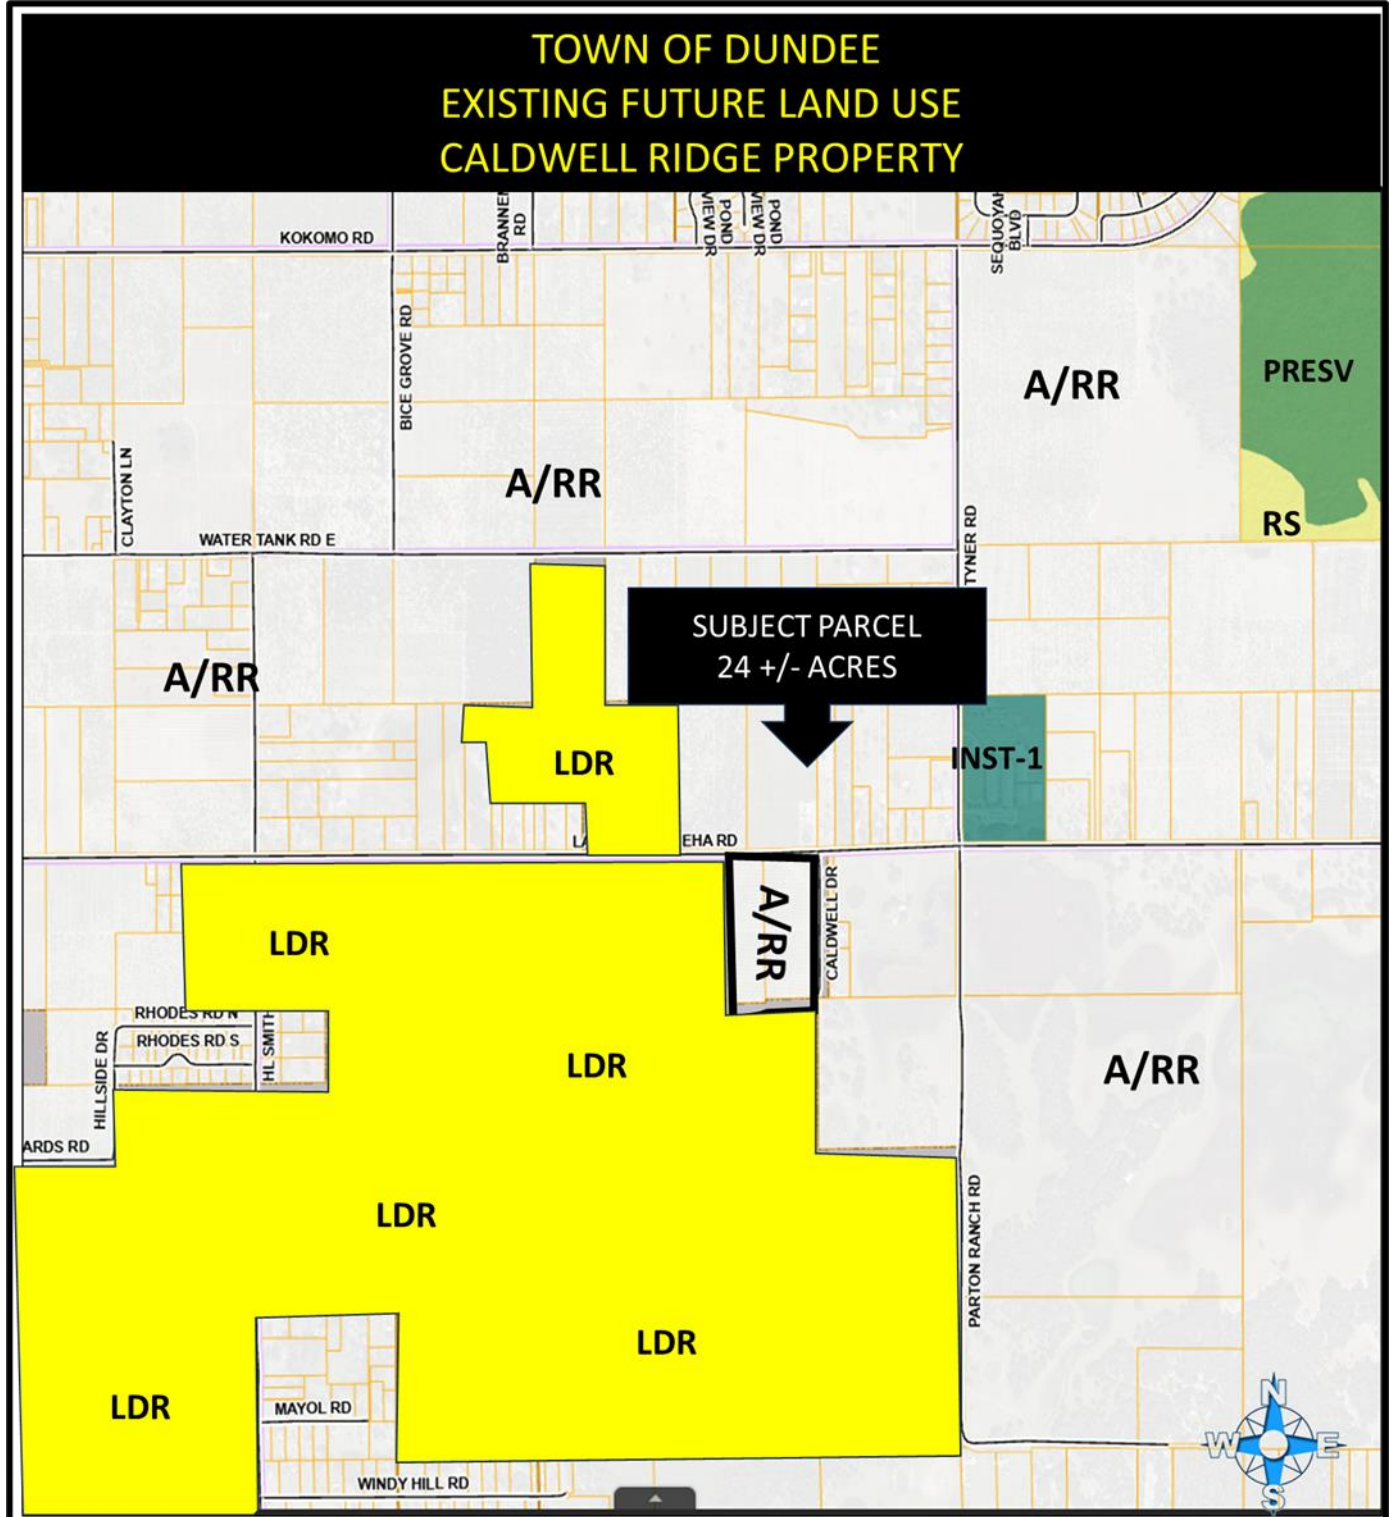 TOWN OF DUNDEE
EXISTING FUTURE LAND USE
CALDWELL RIDGE PROPERTY
KOKOMO RD
RD
POND
VIEW DR
POND
VIEW DR
BLVD
BICE GROVE RD
A/RR
PRESV
CLAYTON LN
A/RR
RS
WATER TANK RD E
TYNER RD
SUBJECT PARCEL
24 +/- ACRES
A/RR
LDR
INST-1
EHA RD
LDR
A/RR
CALDWELL DR
RHODES RD N
RHODES RD S
HL SMITH
HILLSIDE DR
LDR
A/RR
ARDS RD
LDR
PARTON RANCH RD
LDR
LDR
MAYOL RD
WINDY HILL RD
N
W
E
S